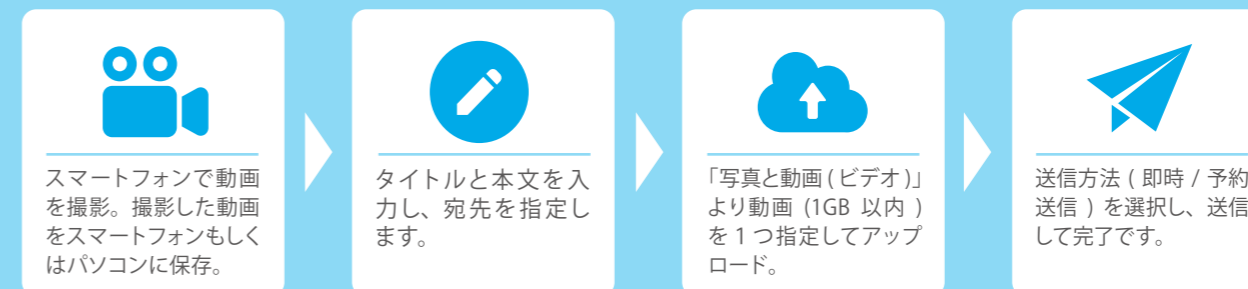 スマートフォンで動画
を撮影。撮影した動画
をスマートフォンもしく
はパソコンに保存。
タイトルと本文を入
力し、宛先を指定し
ます。
「写真と動画(ビデオ)」
より動画 (1GB 以内 )
を 1 つ指定してアップ
ロード。
送信方法 ( 即時 / 予約
送信 ) を選択し、送信
して完了です。